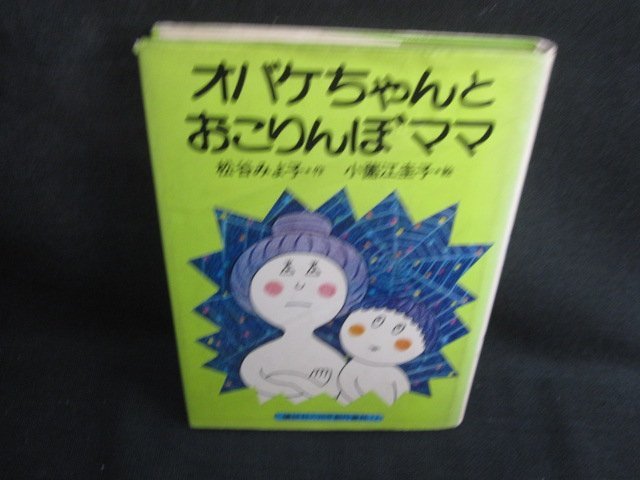 オバケちゃんと
おこりんぼママ
松谷みよ子・作　小薗江圭子・絵